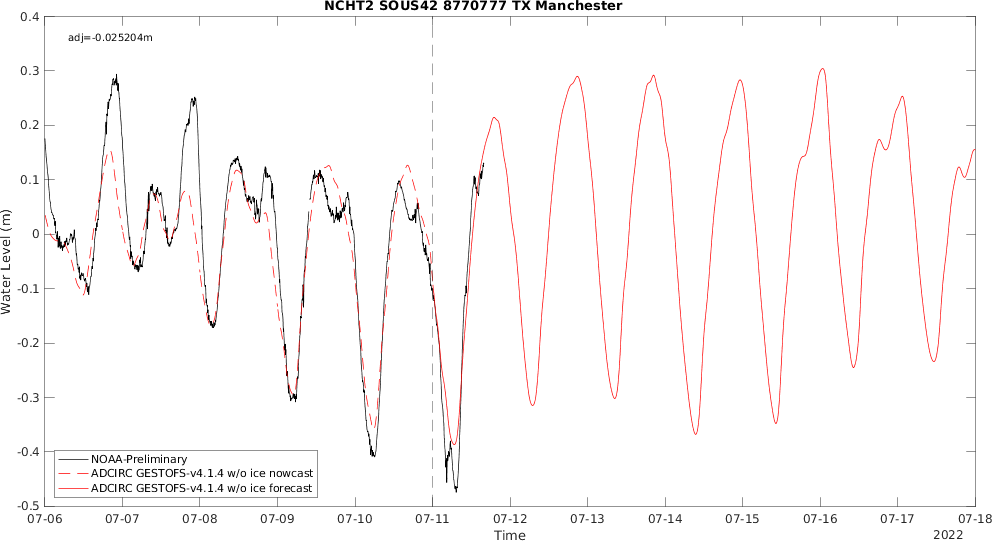 NCHT2 SOUS42 8770777 TX Manchester
adj=-0.025204m
0.4
0.3
0.2
0.1
0
-0.1
-0.2
-0.3
-0.4
-0.5
Water Level (m)
NOAA-Preliminary
ADCIRC GESTOFS-v4.1.4 w/o ice nowcast
ADCIRC GESTOFS-v4.1.4 w/o ice forecast
07-06 07-07 07-08 07-09 07-10 07-11 07-12 07-13 07-14 07-15 07-16 07-17 07-18
Time
2022